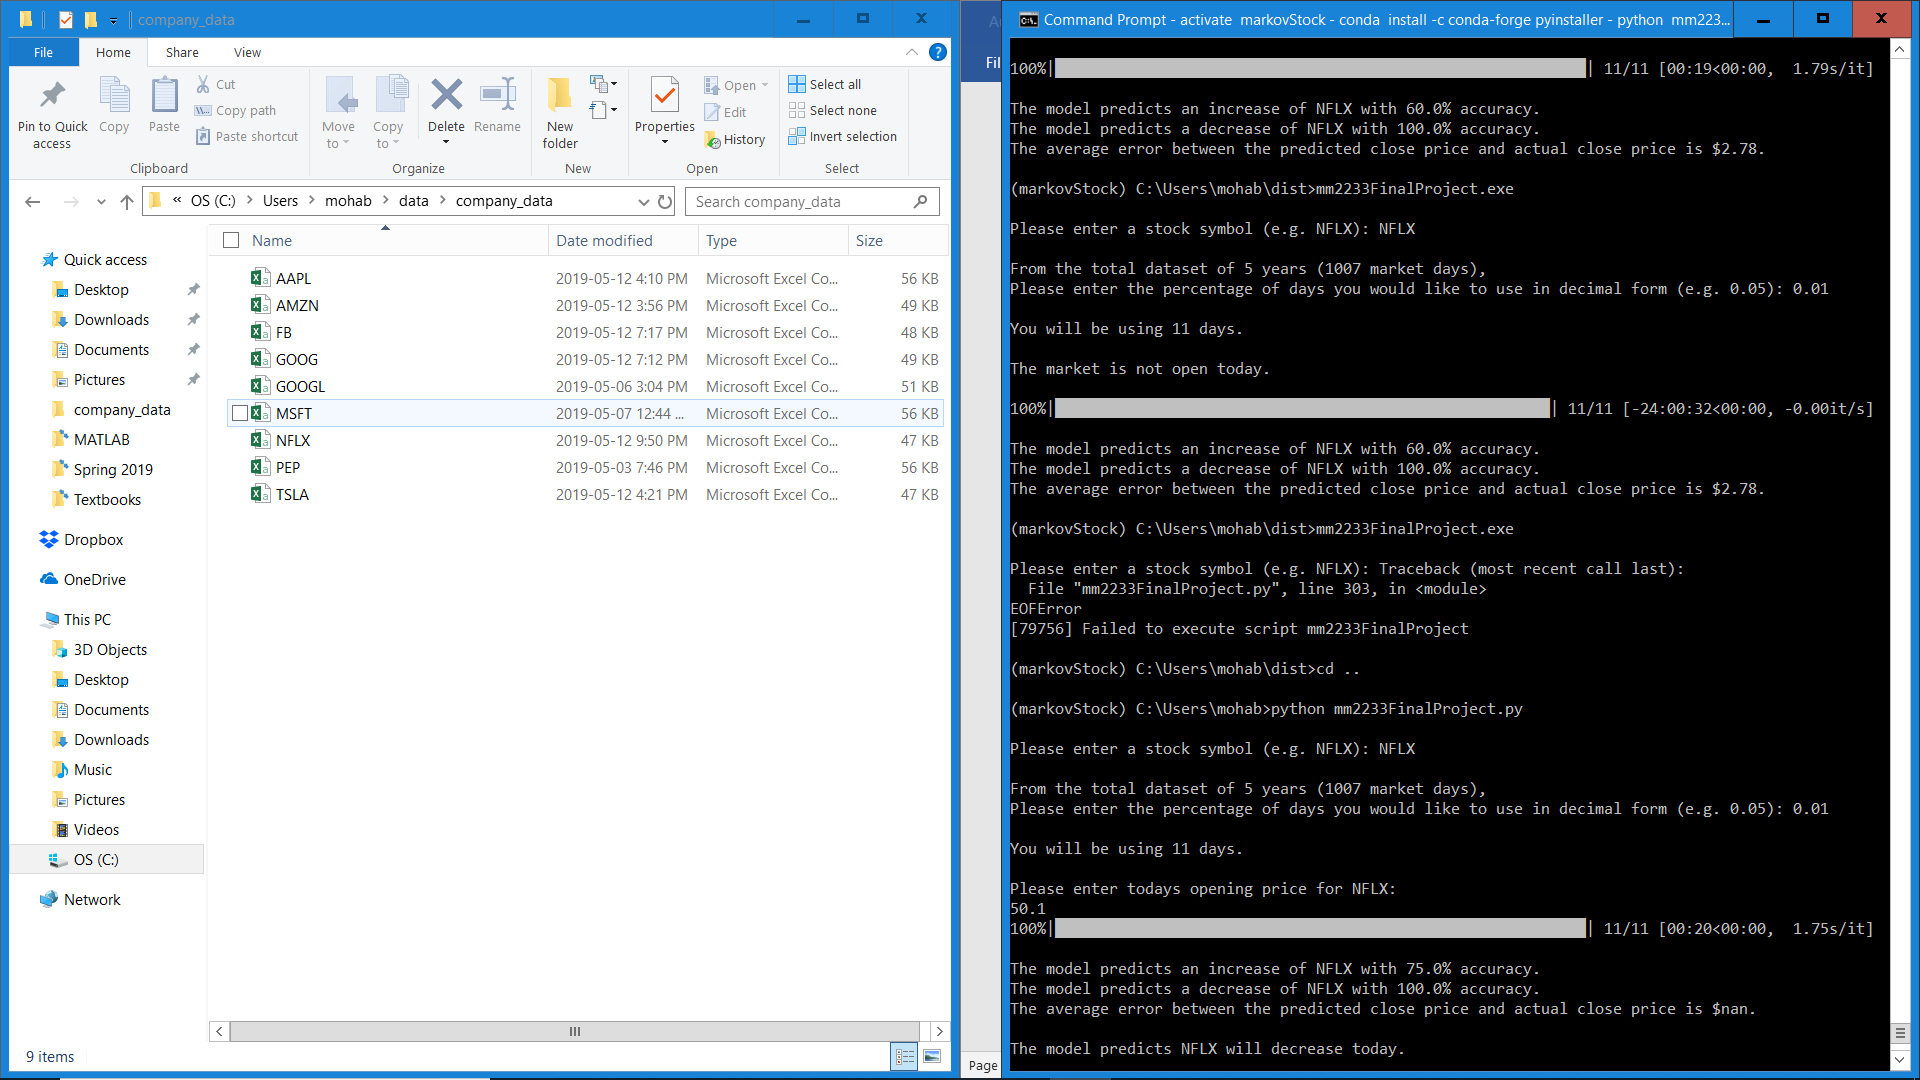 company_data
File
Home
Share
View
Pin to Quick access
Copy
Paste
Cut
Copy path
Paste shortcut
Clipboard
Move to
Copy to
Delete
Rename
Organize
New folder
New
Properties
Open
Edit
History
Open
Select all
Select none
Invert selection
Select
« OS (C:) > Users > mohab > data > company_data
Search company_data
Quick access
Desktop
Downloads
Documents
Pictures
company_data
MATLAB
Spring 2019
Textbooks
Dropbox
OneDrive
This PC
3D Objects
Desktop
Documents
Downloads
Music
Pictures
Videos
OS (C:)
Network
Name Date modified Type Size
AAPL 2019-05-12 4:10 PM Microsoft Excel Co... 56 KB
AMZN 2019-05-12 3:56 PM Microsoft Excel Co... 49 KB
FB 2019-05-12 7:17 PM Microsoft Excel Co... 48 KB
GOOG 2019-05-12 7:12 PM Microsoft Excel Co... 49 KB
GOOGL 2019-05-06 3:04 PM Microsoft Excel Co... 51 KB
MSFT 2019-05-07 12:44 ... Microsoft Excel Co... 56 KB
NFLX 2019-05-12 9:50 PM Microsoft Excel Co... 47 KB
PEP 2019-05-03 7:46 PM Microsoft Excel Co... 56 KB
TSLA 2019-05-12 4:21 PM Microsoft Excel Co... 47 KB
9 items
Page
Command Prompt - activate markovStock - conda install -c conda-forge pyinstaller - python mm223...
100%| | 11/11 [00:19<00:00, 1.79s/it]
The model predicts an increase of NFLX with 60.0% accuracy.
The model predicts a decrease of NFLX with 100.0% accuracy.
The average error between the predicted close price and actual close price is $2.78.
(markovStock) C:\Users\mohab\dist>mm2233FinalProject.exe
Please enter a stock symbol (e.g. NFLX): NFLX
From the total dataset of 5 years (1007 market days),
Please enter the percentage of days you would like to use in decimal form (e.g. 0.05): 0.01
You will be using 11 days.
The market is not open today.
100%| | 11/11 [-24:00:32<00:00, -0.00it/s]
The model predicts an increase of NFLX with 60.0% accuracy.
The model predicts a decrease of NFLX with 100.0% accuracy.
The average error between the predicted close price and actual close price is $2.78.
(markovStock) C:\Users\mohab\dist>mm2233FinalProject.exe
Please enter a stock symbol (e.g. NFLX): Traceback (most recent call last):
File "mm2233FinalProject.py", line 303, in <module>
EOFError
[79756] Failed to execute script mm2233FinalProject
(markovStock) C:\Users\mohab\dist>cd ..
(markovStock) C:\Users\mohab>python mm2233FinalProject.py
Please enter a stock symbol (e.g. NFLX): NFLX
From the total dataset of 5 years (1007 market days),
Please enter the percentage of days you would like to use in decimal form (e.g. 0.05): 0.01
You will be using 11 days.
Please enter todays opening price for NFLX:
50.1
100%| | 11/11 [00:20<00:00, 1.75s/it]
The model predicts an increase of NFLX with 75.0% accuracy.
The model predicts a decrease of NFLX with 100.0% accuracy.
The average error between the predicted close price and actual close price is $nan.
The model predicts NFLX will decrease today.